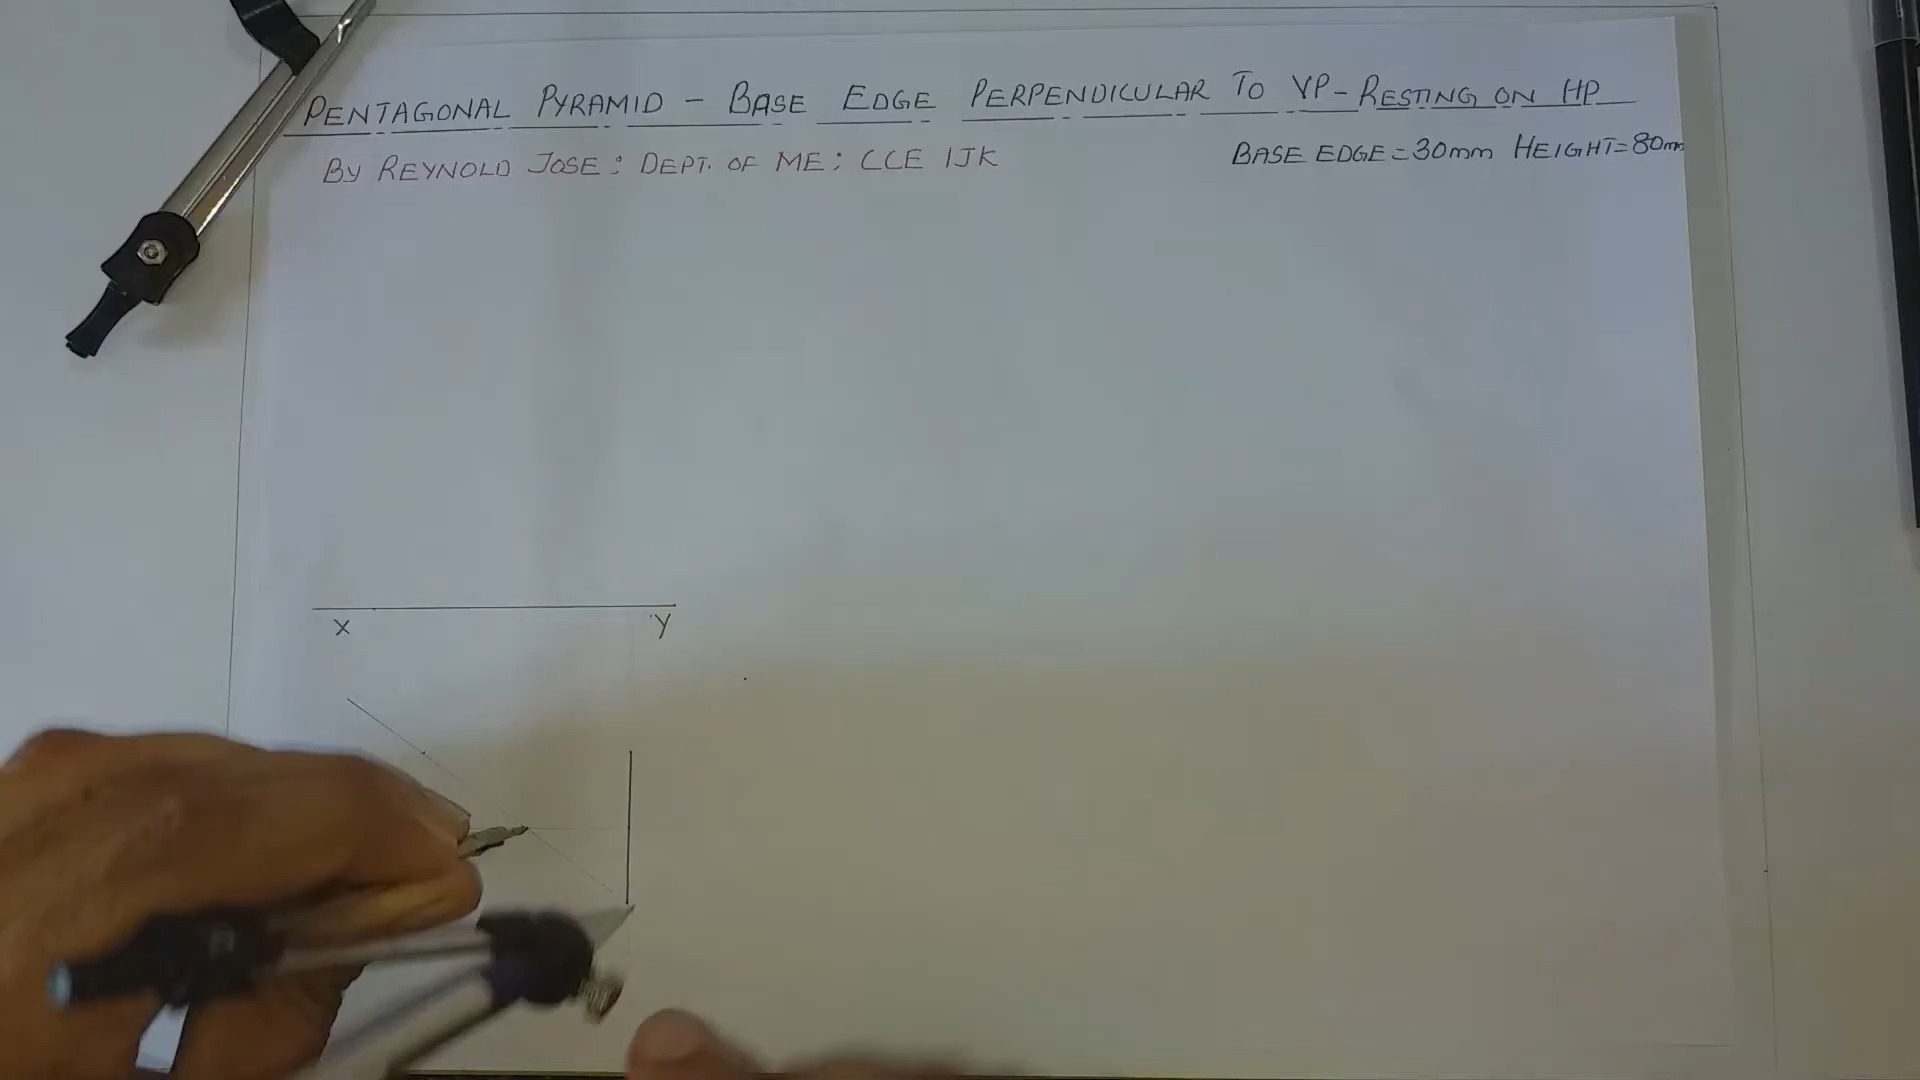 PENTAGONAL PYRAMID - BASE EDGE PERPENDICULAR TO VP - RESTING ON HP
BY REYNOLD JOSE : DEPT. OF ME ; CCE IJK
BASE EDGE = 30mm HEIGHT = 80mm
X Y